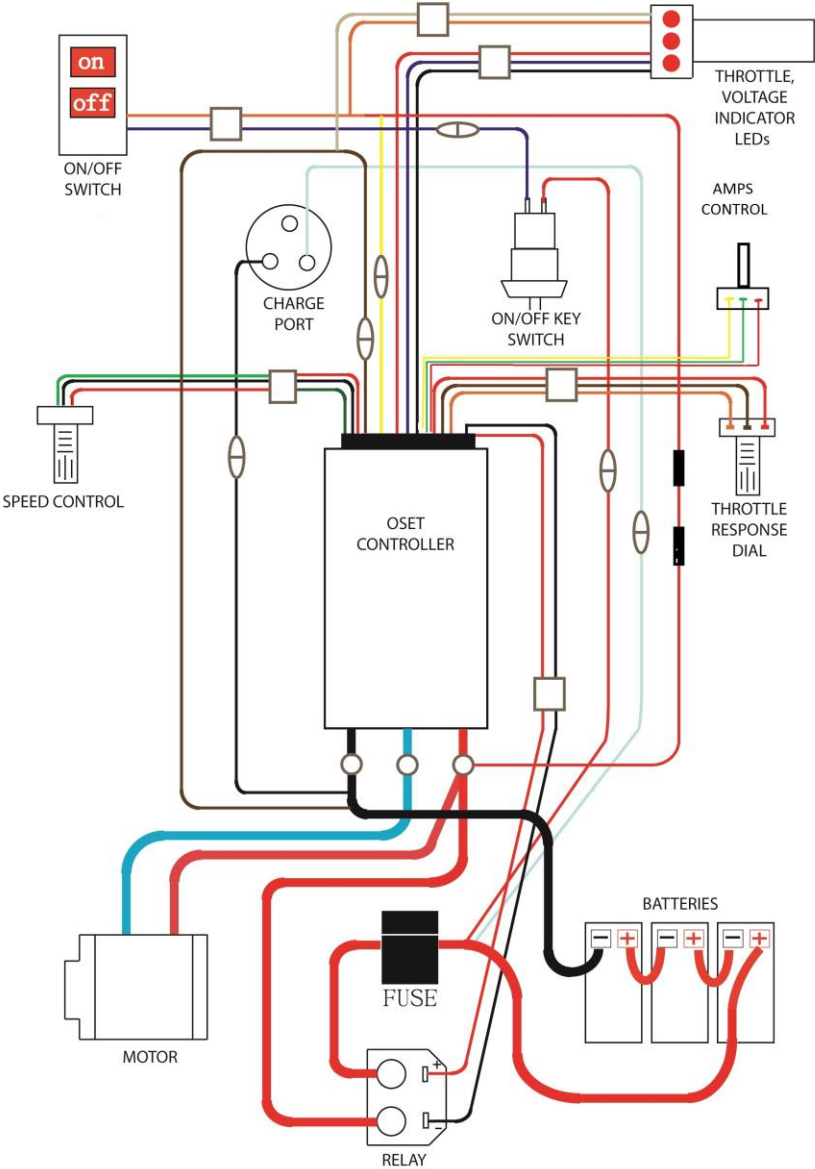 on
off
ON/OFF
SWITCH
THROTTLE,
VOLTAGE
INDICATOR
LEDs
AMPS
CONTROL
CHARGE
PORT
ON/OFF KEY
SWITCH
SPEED CONTROL
OSET
CONTROLLER
THROTTLE
RESPONSE
DIAL
BATTERIES
- + - + - +
FUSE
MOTOR
+
-
RELAY